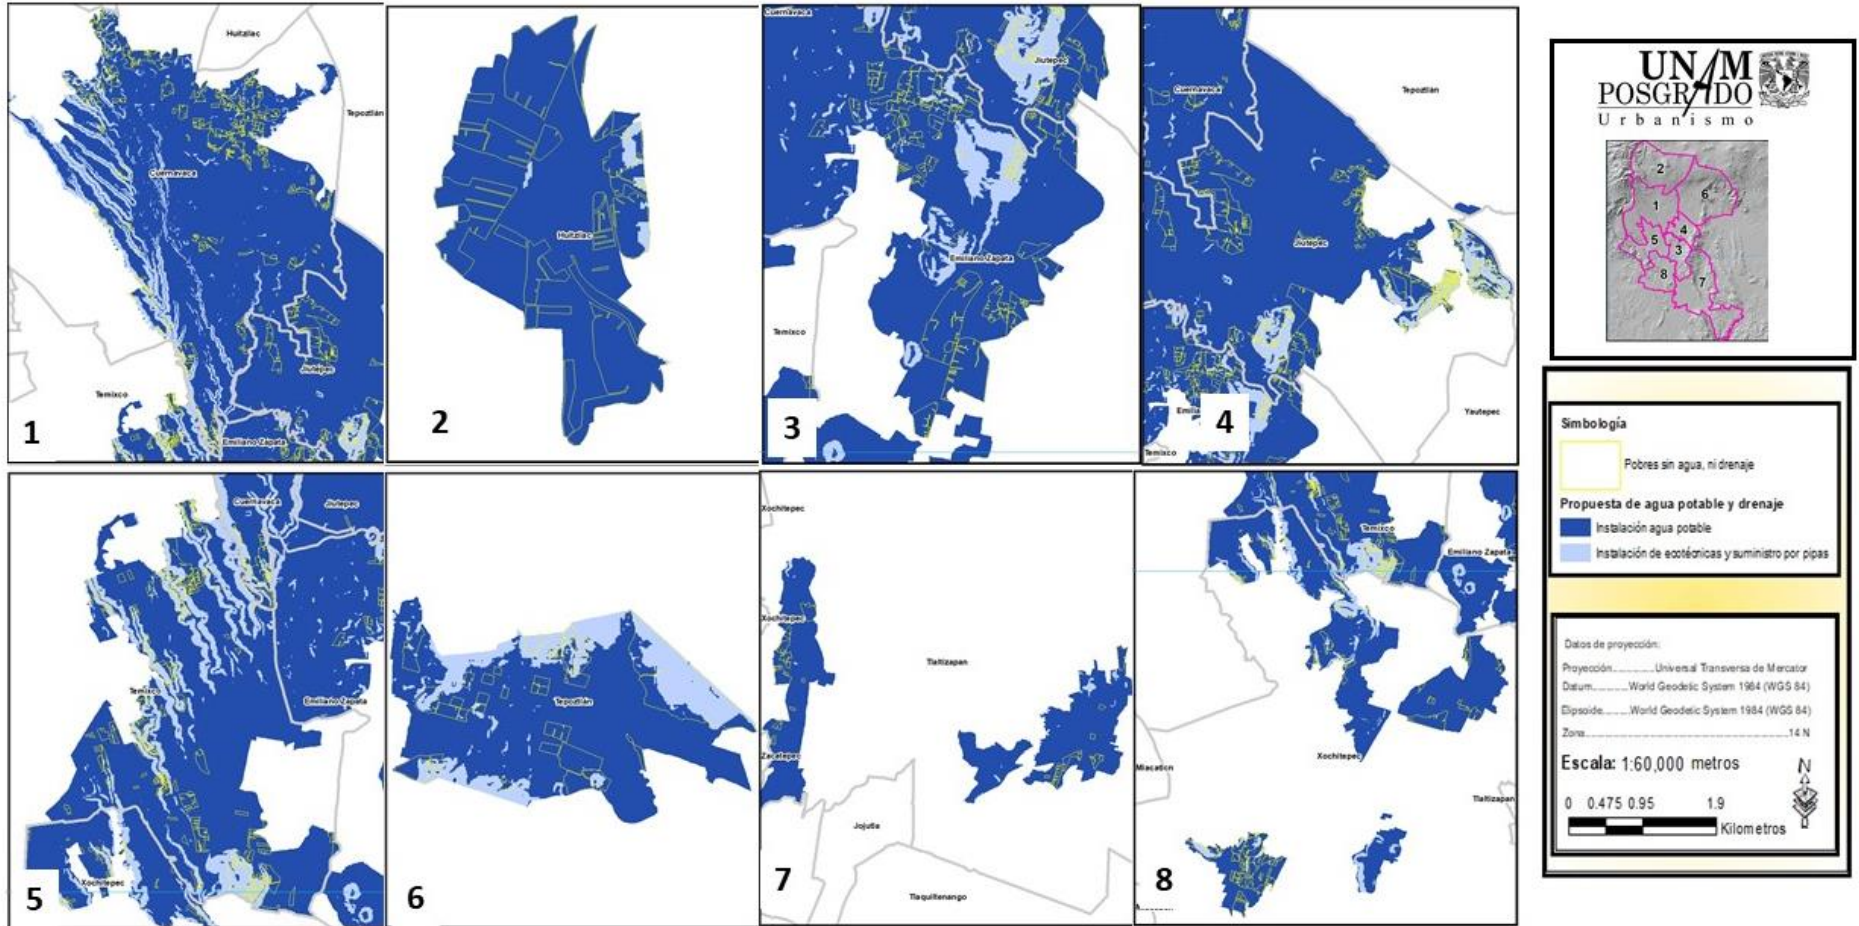 Huitzilac
Tepoztlán
Cuernavaca
Jiutepec
Temixco
Emiliano Zapata
1
Huitzilac
2
Cuernavaca
Jiutepec
Emiliano Zapata
Temixco
3
Cuernavaca
Tepoztlán
Jiutepec
Yautepec
Emilia
Temixco
4
Cuernavaca
Jiutepec
Temixco
Emiliano Zapata
Xochitepec
5
Tepoztlán
6
Xochitepec
Xochitepec
Tlaltizapan
Zacatepec
Jojutla
Tlaquiltenango
7
Temixco
Emiliano Zapata
Xochitepec
Miacatlcn
Tlaltizapan
8
UNAM
POSGRADO
Urbanismo
2
6
1
4
5
3
8
7
Simbología
Pobres sin agua, ni drenaje
Propuesta de agua potable y drenaje
Instalación agua potable
Instalación de ecotécnicas y suministro por pipas
Datos de proyección:
Proyección..............Universal Transversa de Mercator
Datum...........World Geodetic System 1984 (WGS 84)
Elipsoide.........World Geodetic System 1984 (WGS 84)
Zona...............................................................14 N
Escala: 1:60,000 metros
N
0 0.475 0.95 1.9
Kilometros